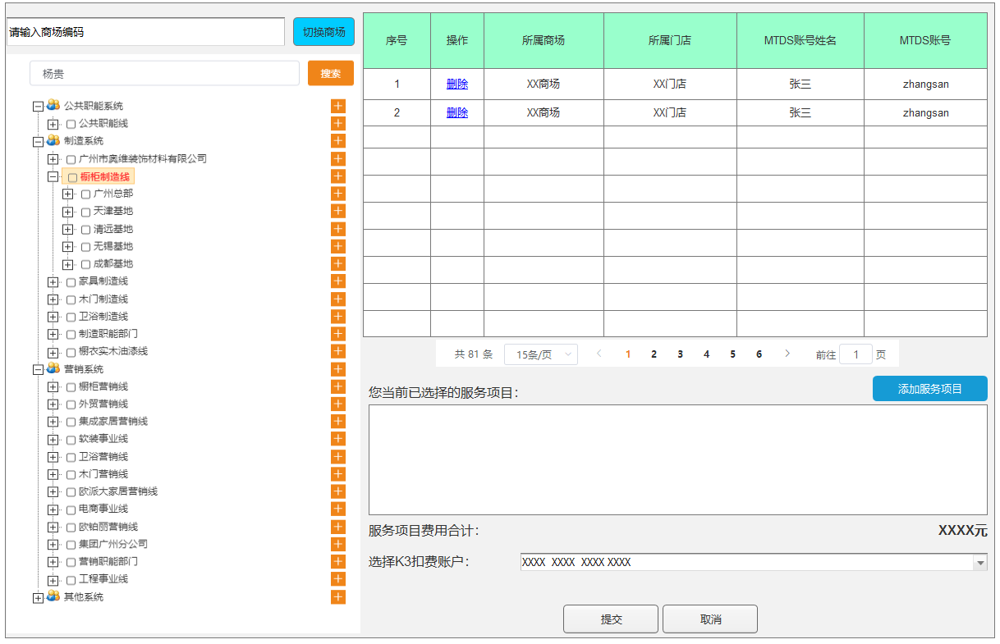 请输入商场编码
切换商场
杨贵
搜索
公共职能系统
公共职能线
制造系统
广州市奥维装饰材料有限公司
橱柜制造线
广州总部
天津基地
清远基地
无锡基地
成都基地
家具制造线
木门制造线
卫浴制造线
制造职能部门
橱衣实木油漆线
营销系统
橱柜营销线
外贸营销线
集成家居营销线
软装事业线
卫浴营销线
木门营销线
欧派大家居营销线
电商事业线
欧铂丽营销线
集团广州分公司
营销职能部门
工程事业线
其他系统
序号 操作 所属商场 所属门店 MTDS账号姓名 MTDS账号
1 删除 XX商场 XX门店 张三 zhangsan
2 删除 XX商场 XX门店 张三 zhangsan
共 81 条 15条/页 1 2 3 4 5 6 前往 1 页
您当前已选择的服务项目：
添加服务项目
服务项目费用合计： XXXX元
选择K3扣费账户： XXXX XXXX XXXX XXXX
提交 取消